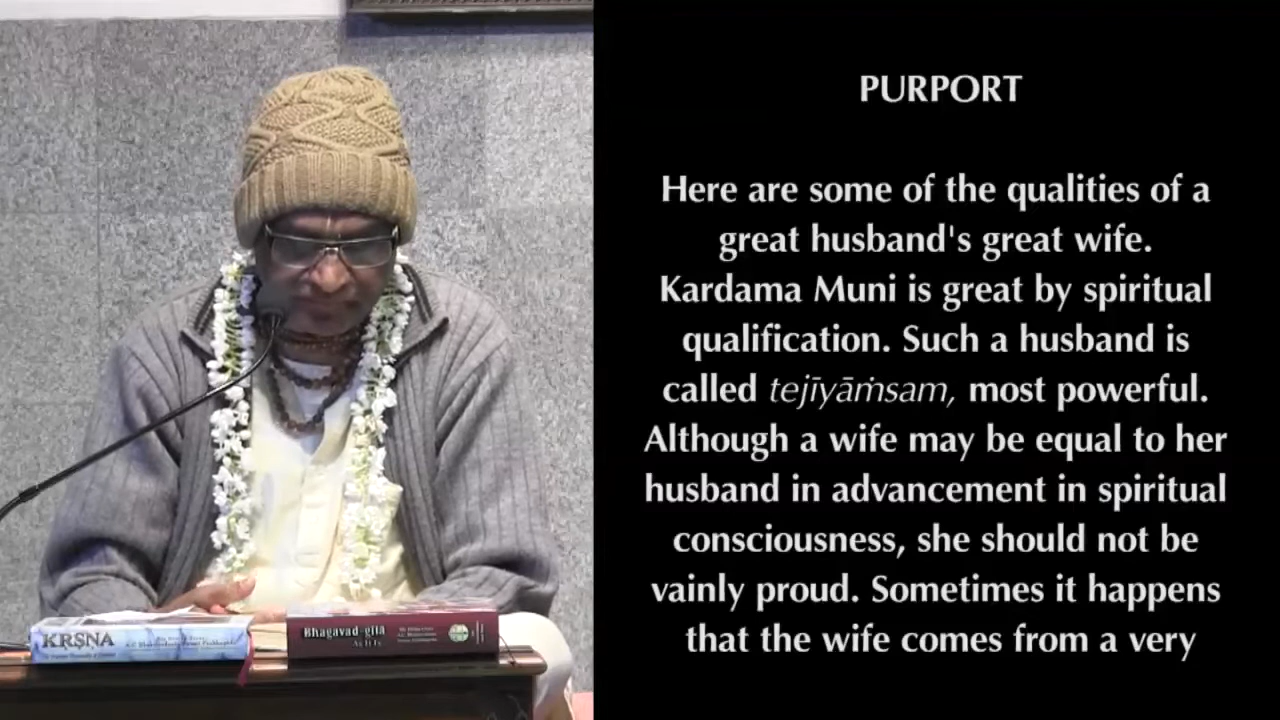 PURPORT
Here are some of the qualities of a
great husband's great wife.
Kardama Muni is great by spiritual
qualification. Such a husband is
called tejīyāṁsam, most powerful.
Although a wife may be equal to her
husband in advancement in spiritual
consciousness, she should not be
vainly proud. Sometimes it happens
that the wife comes from a very
KṚṢṆA
Bhagavad-gītā
As It Is